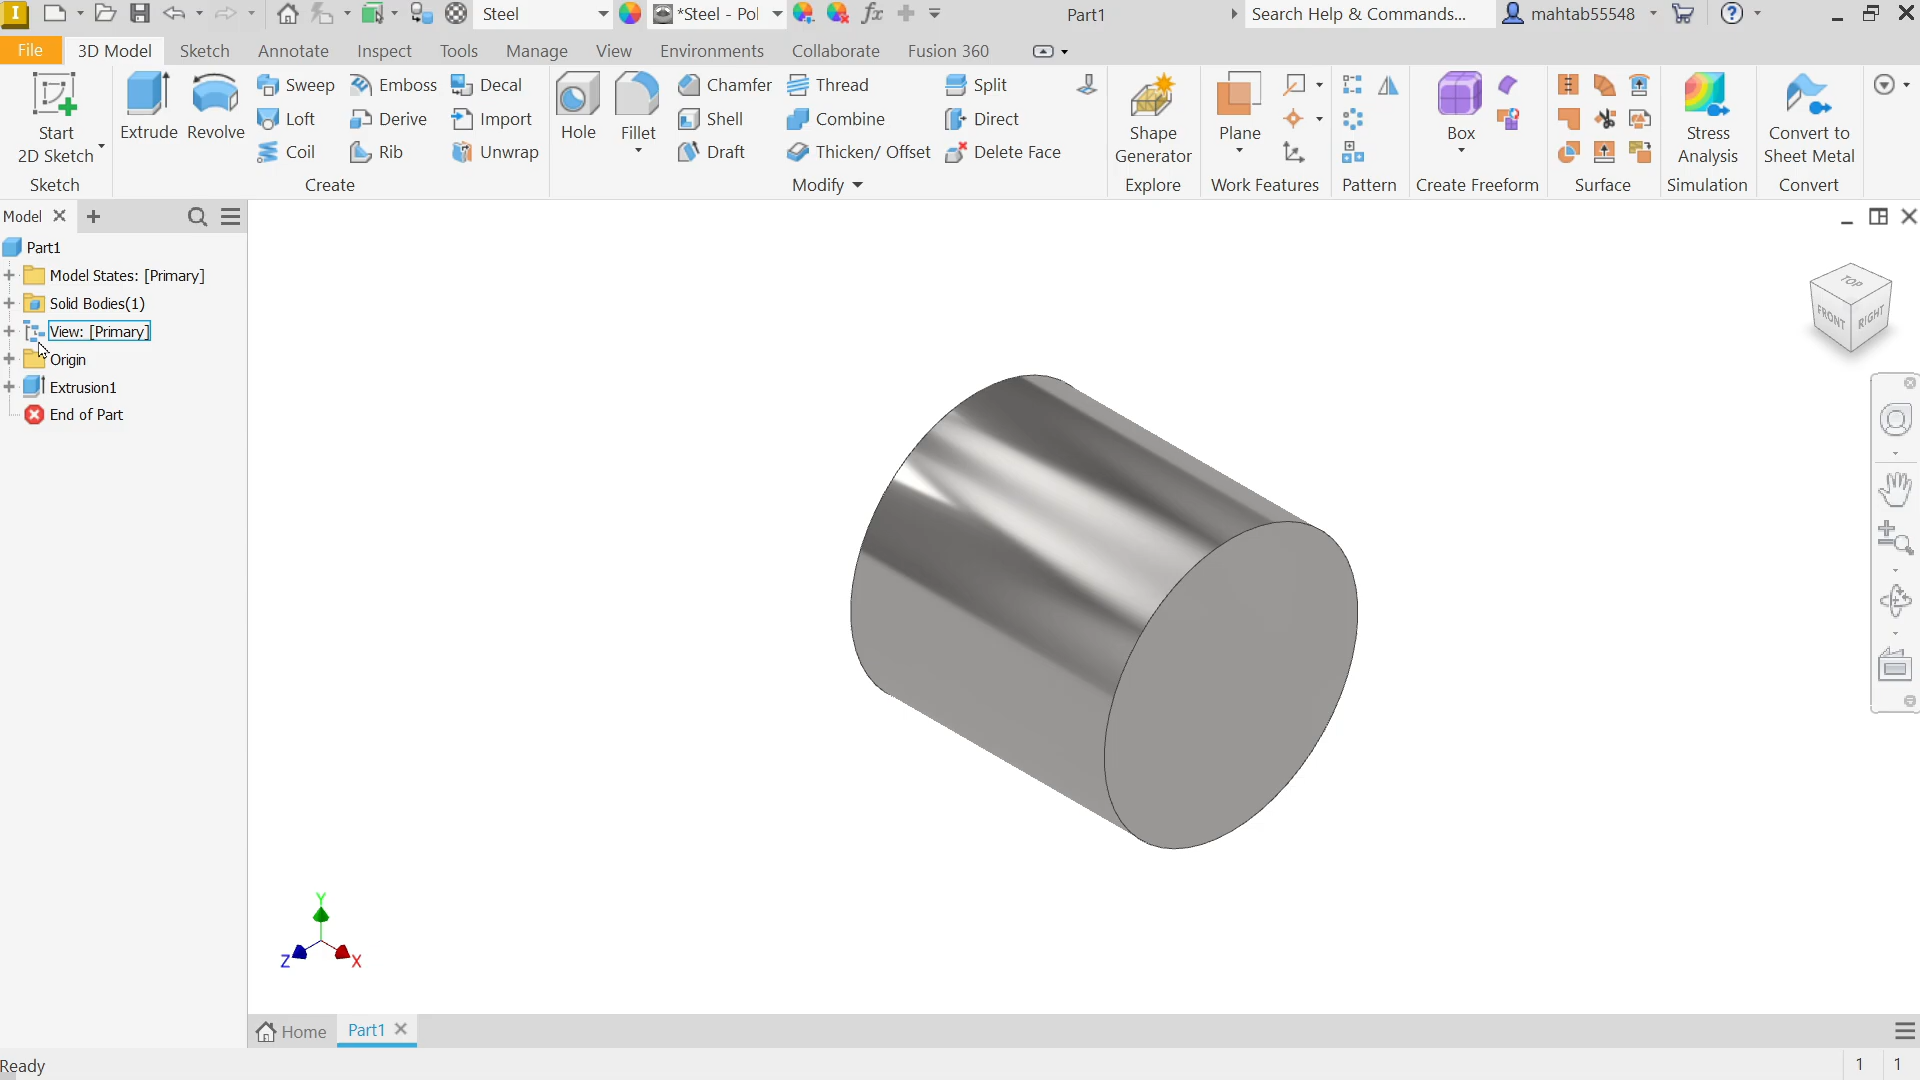 I Steel *Steel - Pol fx Part1 Search Help & Commands... mahtab55548
File 3D Model Sketch Annotate Inspect Tools Manage View Environments Collaborate Fusion 360
Start
2D Sketch
Sketch
Extrude Revolve
Sweep Emboss Decal
Loft Derive Import
Coil Rib Unwrap
Create
Hole Fillet
Chamfer Thread Split
Shell Combine Direct
Draft Thicken/ Offset Delete Face
Modify
Shape
Generator
Explore
Plane
Work Features
Pattern
Box
Create Freeform
Surface
Stress
Analysis
Simulation
Convert to
Sheet Metal
Convert
Model
Part1
Model States: [Primary]
Solid Bodies(1)
View: [Primary]
Origin
Extrusion1
End of Part
TOP
FRONT RIGHT
Y
Z X
Home Part1
Ready 1 1